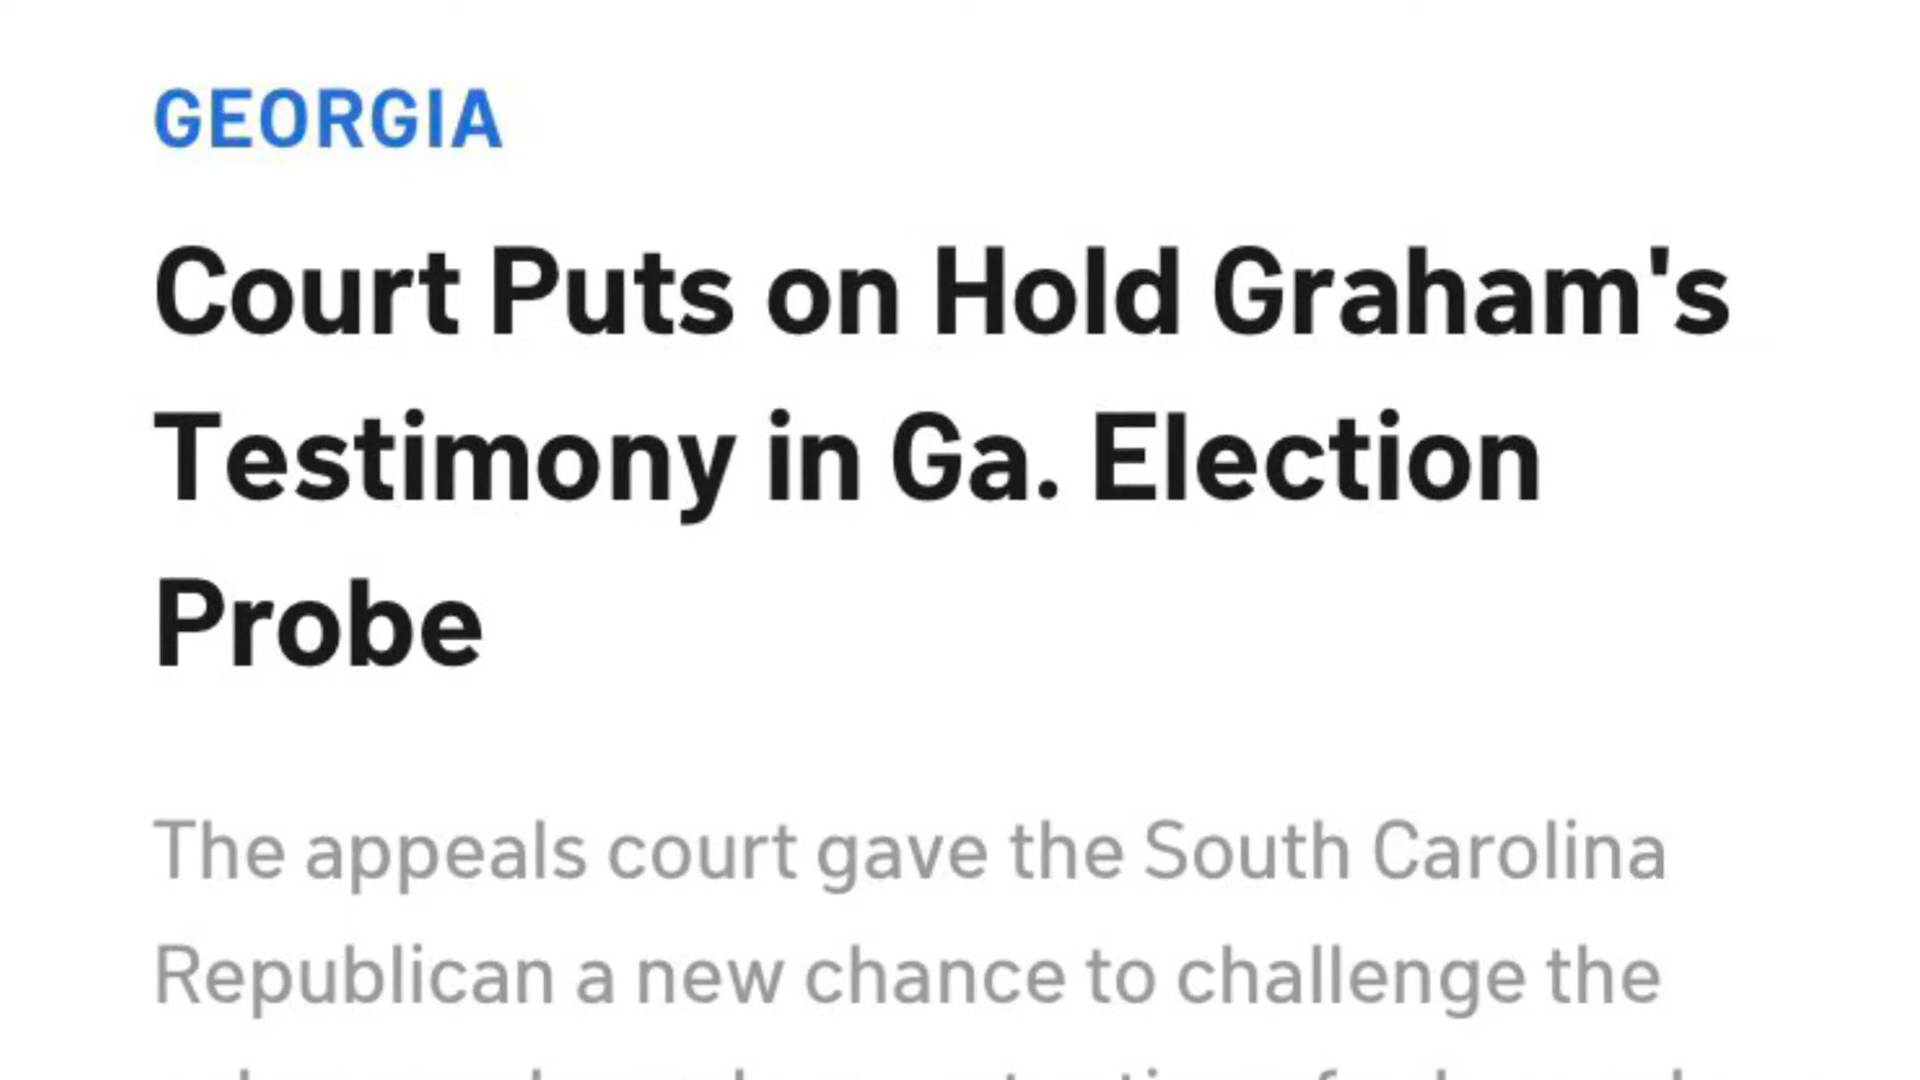 GEORGIA
Court Puts on Hold Graham's
Testimony in Ga. Election
Probe
The appeals court gave the South Carolina
Republican a new chance to challenge the